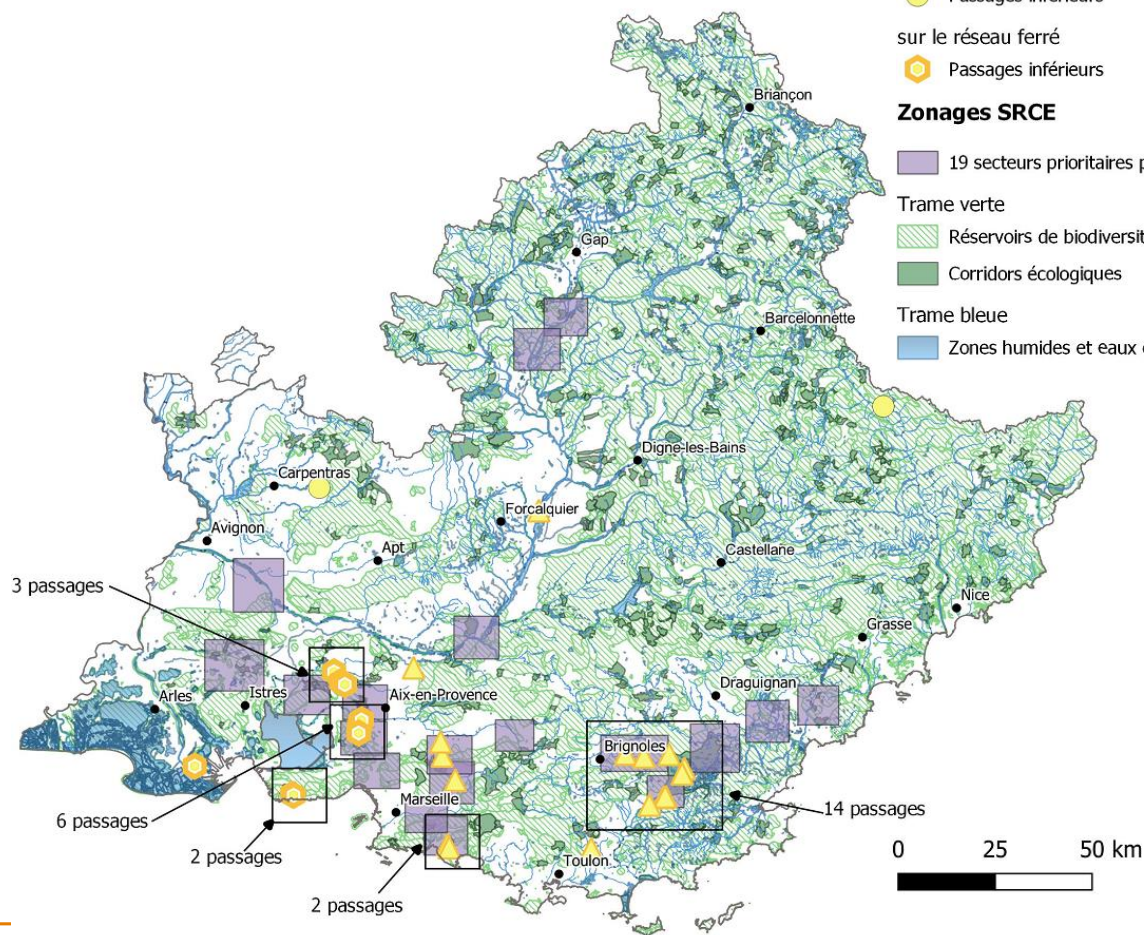 Passages inférieurs
sur le réseau ferré
Passages inférieurs
Zonages SRCE
19 secteurs prioritaires p
Trame verte
Réservoirs de biodiversit
Corridors écologiques
Trame bleue
Zones humides et eaux
Briançon
Gap
Barcelonnette
Digne-les-Bains
Carpentras
Forcalquier
Avignon
Apt
Castellane
3 passages
Nice
Grasse
Draguignan
Arles
Istres
Aix-en-Provence
Brignoles
Marseille
6 passages
14 passages
2 passages
Toulon
2 passages
0 25 50 km